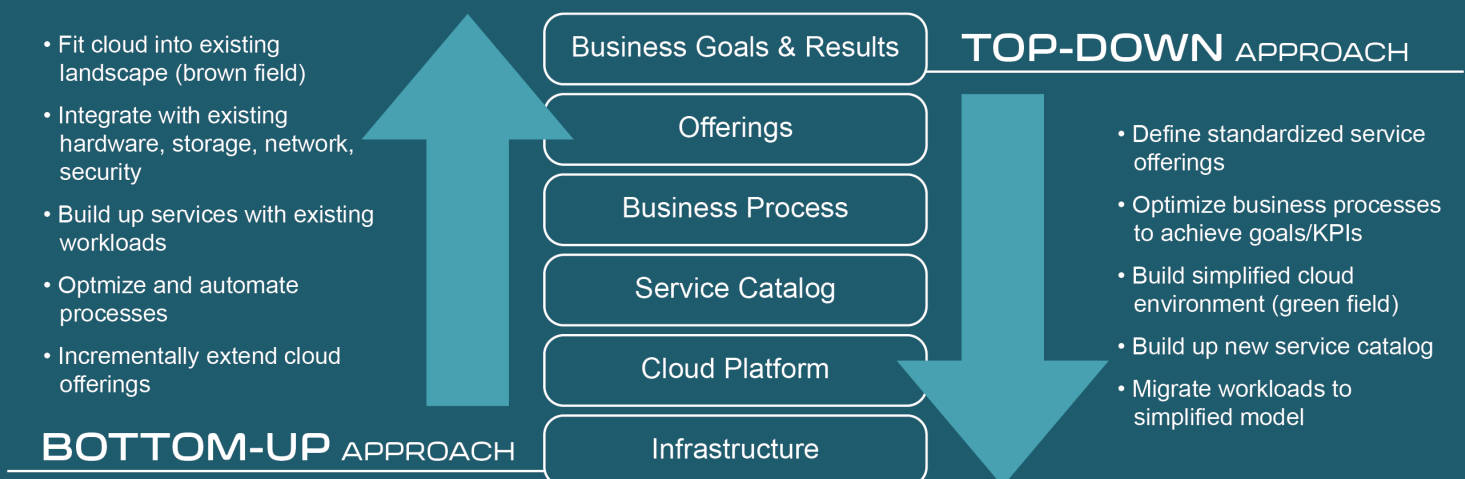 • Fit cloud into existing
landscape (brown field)
• Integrate with existing
hardware, storage, network,
security
• Build up services with existing
workloads
• Optmize and automate
processes
• Incrementally extend cloud
offerings
BOTTOM-UP APPROACH
Business Goals & Results
Offerings
Business Process
Service Catalog
Cloud Platform
Infrastructure
TOP-DOWN APPROACH
• Define standardized service
offerings
• Optimize business processes
to achieve goals/KPIs
• Build simplified cloud
environment (green field)
• Build up new service catalog
• Migrate workloads to
simplified model